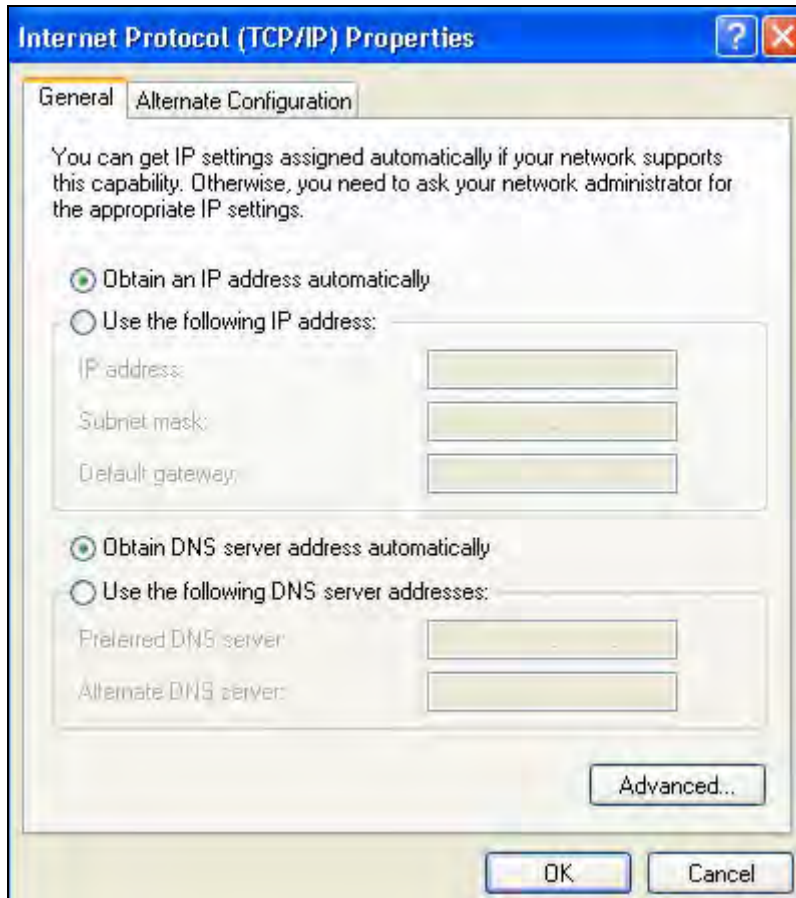 Internet Protocol (TCP/IP) Properties
General
Alternate Configuration
You can get IP settings assigned automatically if your network supports
this capability. Otherwise, you need to ask your network administrator for
the appropriate IP settings.
Obtain an IP address automatically
Use the following IP address:
IP address:
Subnet mask:
Default gateway:
Obtain DNS server address automatically
Use the following DNS server addresses:
Preferred DNS server:
Alternate DNS server:
Advanced...
OK
Cancel